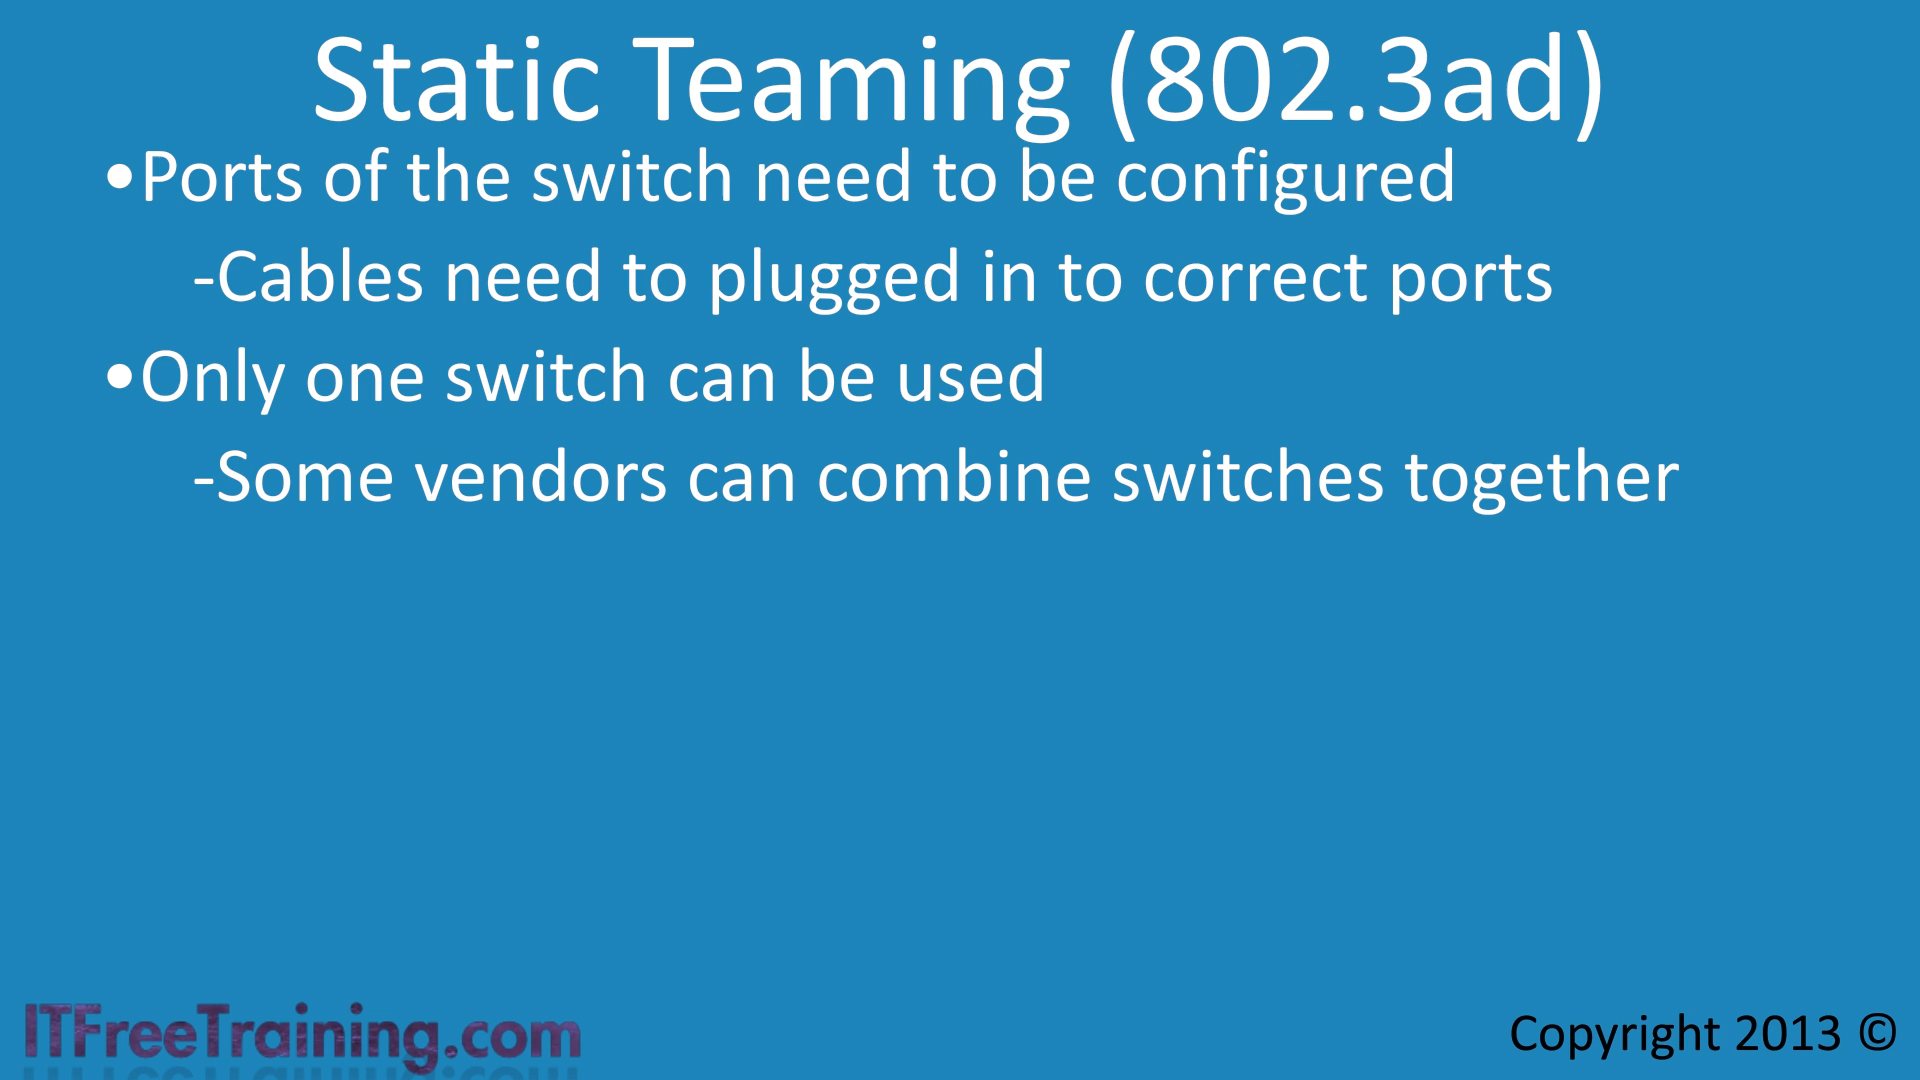 Static Teaming (802.3ad)
•Ports of the switch need to be configured
-Cables need to plugged in to correct ports
•Only one switch can be used
-Some vendors can combine switches together
ITFreeTraining.com
Copyright 2013 ©